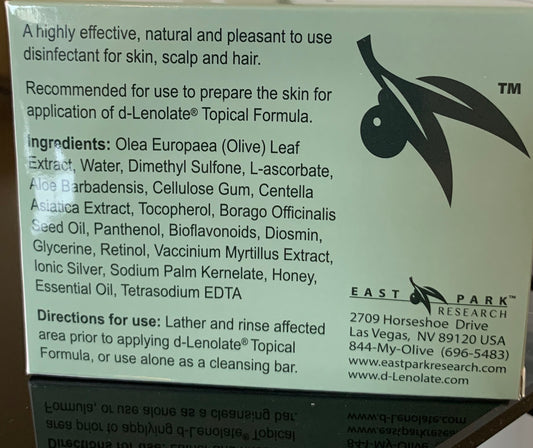 A highly effective, natural and pleasant to use
disinfectant for skin, scalp and hair.
Recommended for use to prepare the skin for
application of d-Lenolate® Topical Formula.
Ingredients: Olea Europaea (Olive) Leaf
Extract, Water, Dimethyl Sulfone, L-ascorbate,
Aloe Barbadensis, Cellulose Gum, Centella
Asiatica Extract, Tocopherol, Borago Officinalis
Seed Oil, Panthenol, Bioflavonoids, Diosmin,
Glycerine, Retinol, Vaccinium Myrtillus Extract,
Ionic Silver, Sodium Palm Kernelate, Honey,
Essential Oil, Tetrasodium EDTA
Directions for use: Lather and rinse affected
area prior to applying d-Lenolate® Topical
Formula, or use alone as a cleansing bar.
TM
EAST PARK™
RESEARCH
2709 Horseshoe Drive
Las Vegas, NV 89120 USA
844-My-Olive (696-5483)
www.eastparkresearch.com
www.d-Lenolate.com